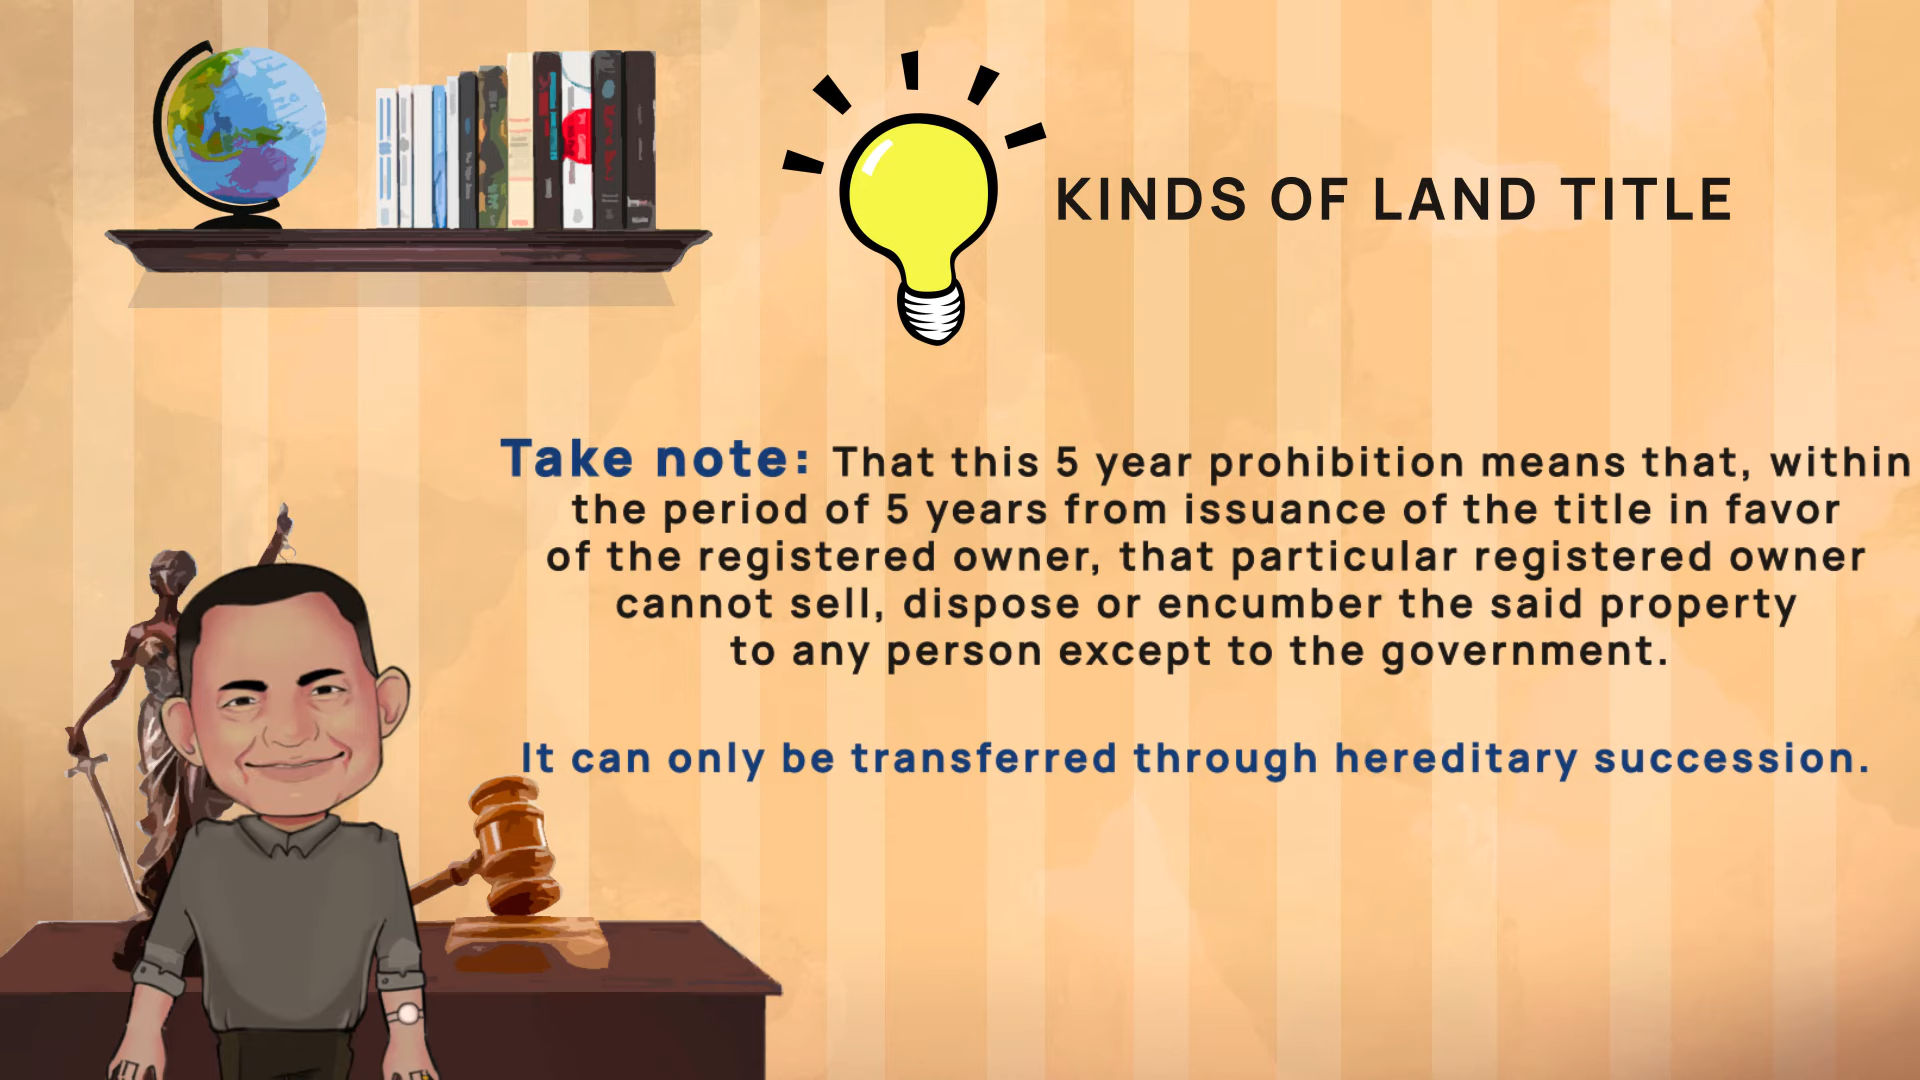 KINDS OF LAND TITLE
Take note: That this 5 year prohibition means that, within
the period of 5 years from issuance of the title in favor
of the registered owner, that particular registered owner
cannot sell, dispose or encumber the said property
to any person except to the government.
It can only be transferred through hereditary succession.